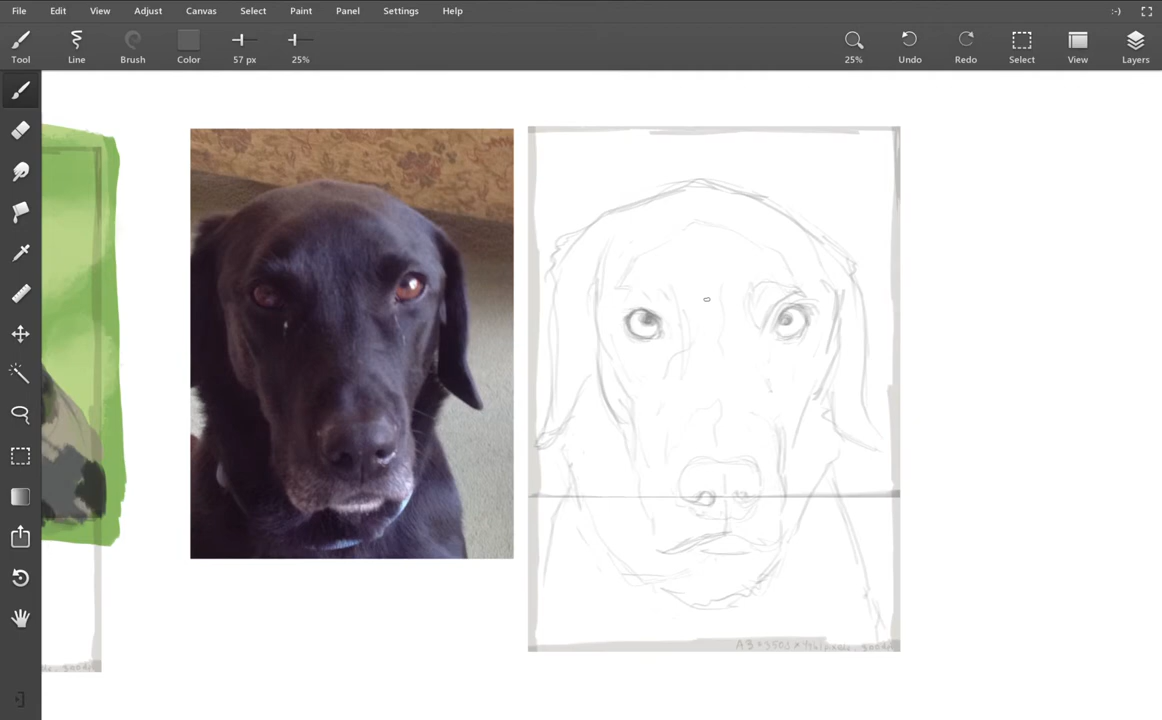 File Edit View Adjust Canvas Select Paint Panel Settings Help :-)
Tool Line Brush Color 57 px 25% 25% Undo Redo Select View Layers